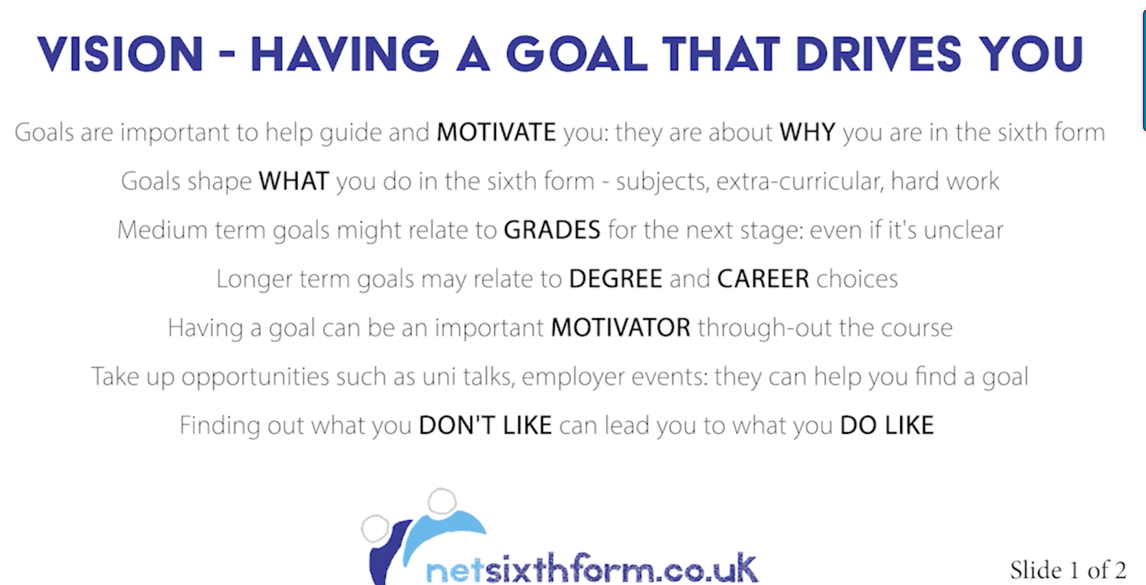 VISION - HAVING A GOAL THAT DRIVES YOU
Goals are important to help guide and MOTIVATE you: they are about WHY you are in the sixth form
Goals shape WHAT you do in the sixth form - subjects, extra-curricular, hard work
Medium term goals might relate to GRADES for the next stage: even if it's unclear
Longer term goals may relate to DEGREE and CAREER choices
Having a goal can be an important MOTIVATOR through-out the course
Take up opportunities such as uni talks, employer events: they can help you find a goal
Finding out what you DON'T LIKE can lead you to what you DO LIKE
netsixthform.co.uk
Slide 1 of 2